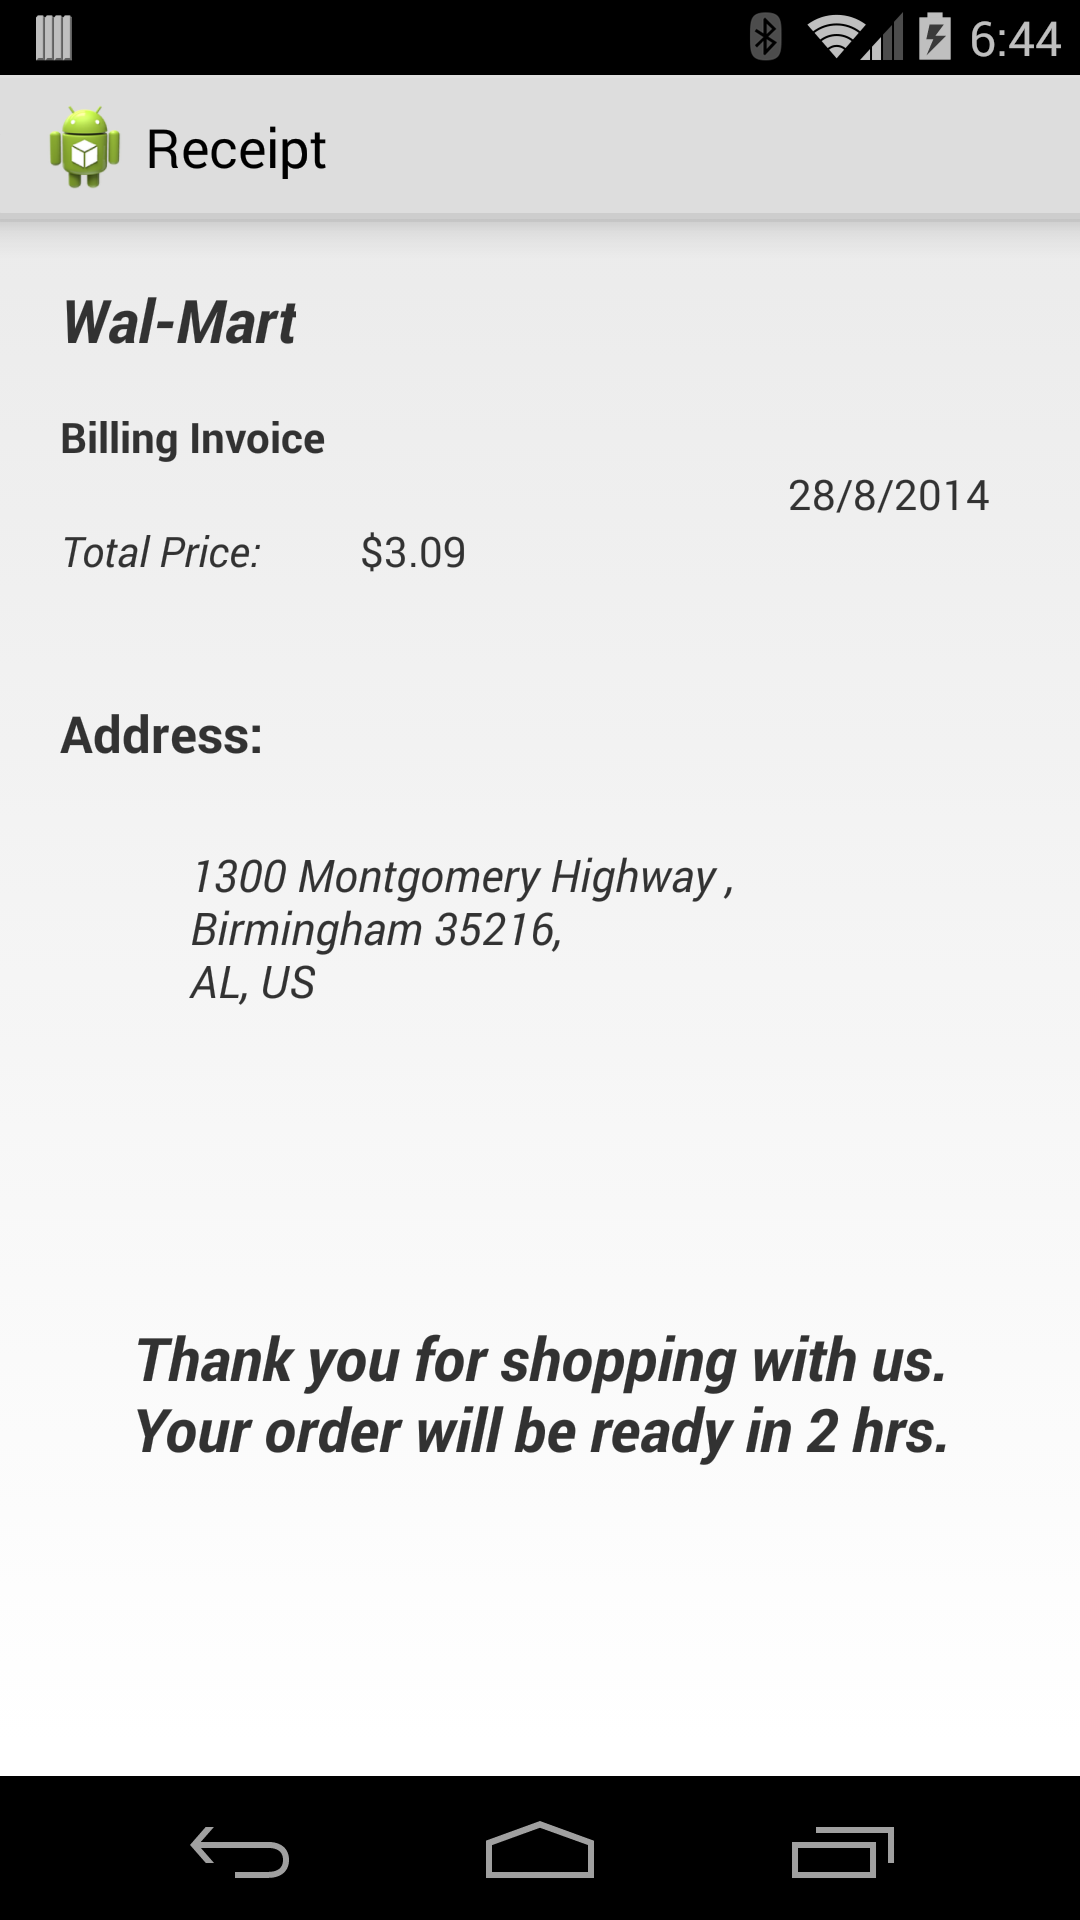 6:44
Receipt
Wal-Mart
Billing Invoice
28/8/2014
Total Price: $3.09
Address:
1300 Montgomery Highway ,
Birmingham 35216,
AL, US
Thank you for shopping with us.
Your order will be ready in 2 hrs.